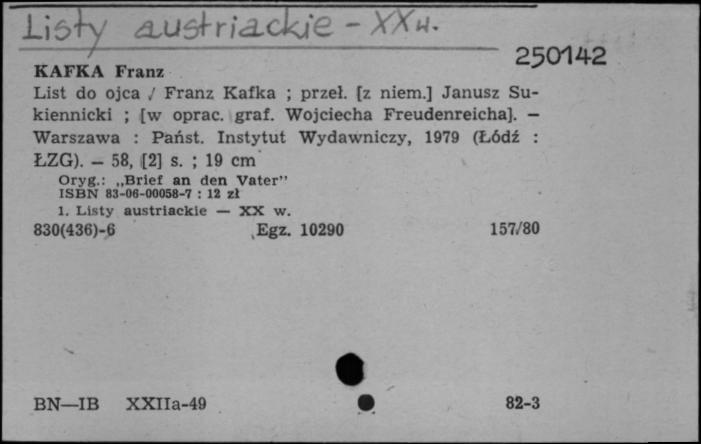 Listy austriackie - XX w.
250142
KAFKA Franz
List do ojca / Franz Kafka ; przeł. [z niem.] Janusz Su-
kiennicki ; [w oprac. graf. Wojciecha Freudenreicha]. —
Warszawa : Państ. Instytut Wydawniczy, 1979 (Łódź :
ŁZG). — 58, [2] s. ; 19 cm
Oryg.: „Brief an den Vater”
ISBN 83-06-00058-7 : 12 zł
1. Listy austriackie — XX w.
830(436)-6 Egz. 10290 157/80
BN—IB XXIIa-49 82-3